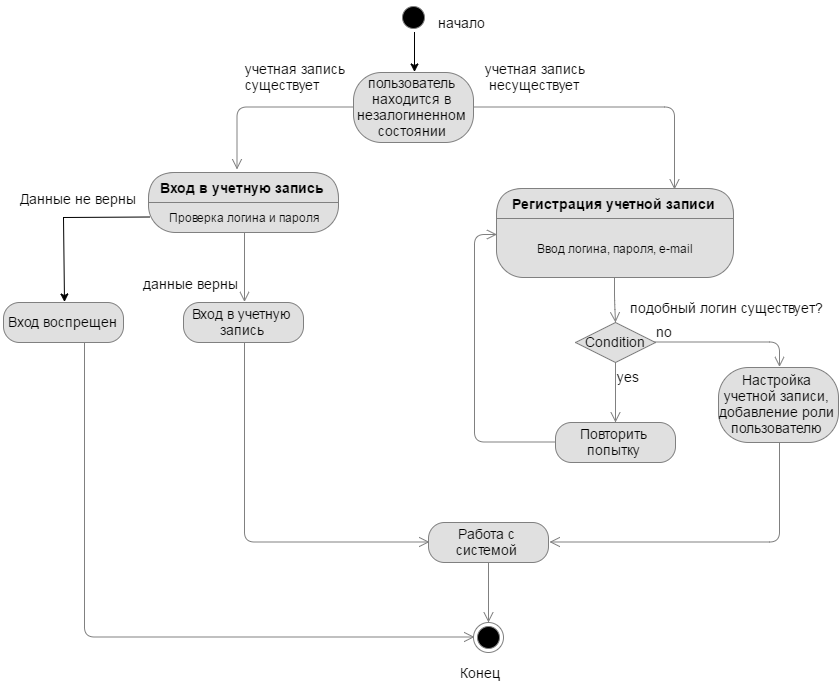 начало
учетная запись
существует
учетная запись
несуществует
пользователь
находится в
незалогиненном
состоянии
Вход в учетную запись
Проверка логина и пароля
Данные не верны
Регистрация учетной записи
Ввод логина, пароля, e-mail
данные верны
Вход воспрещен
Вход в учетную
запись
подобный логин существует?
Condition
no
yes
Настройка
учетной записи,
добавление роли
пользователю
Повторить
попытку
Работа с
системой
Конец